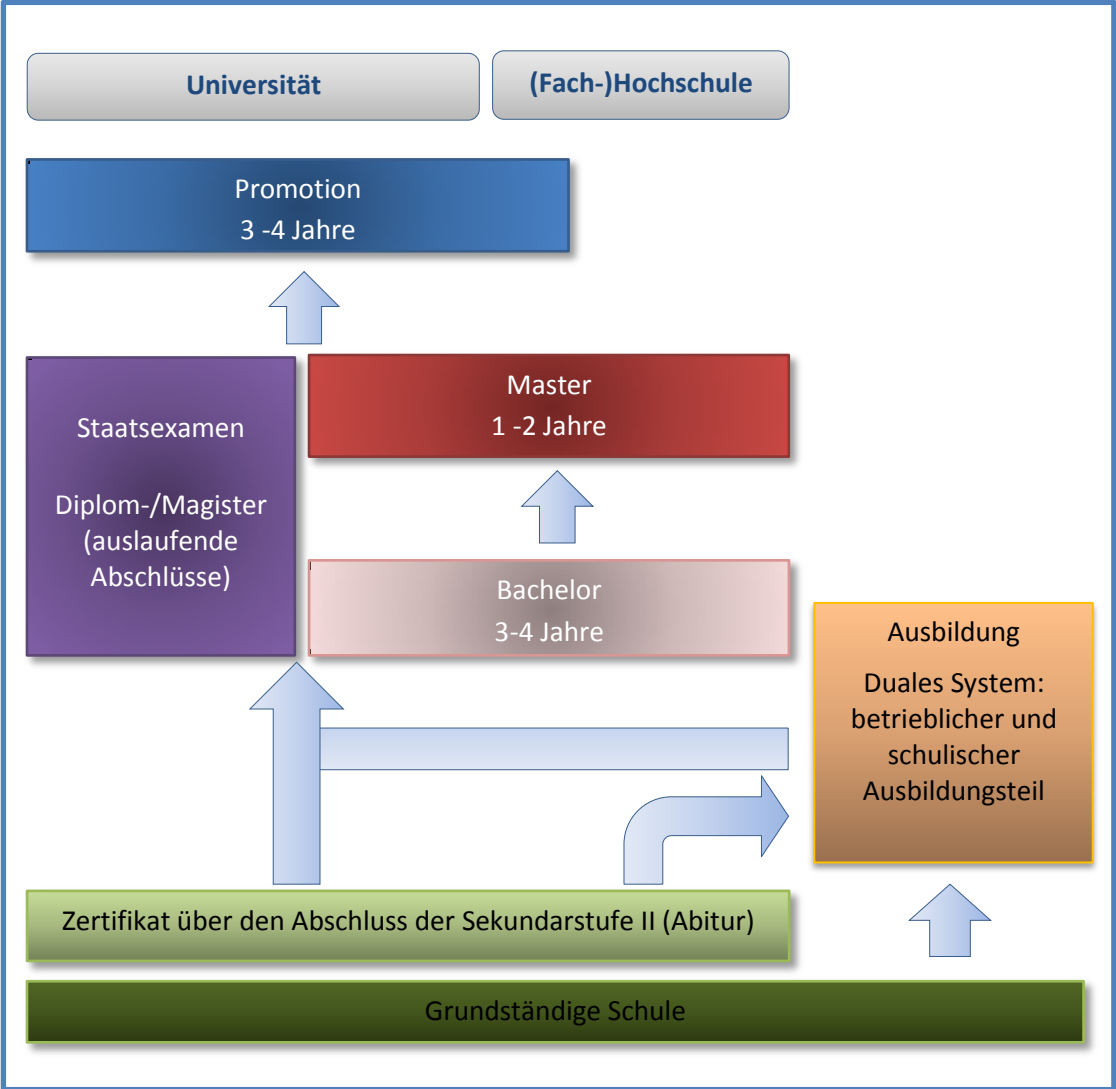 Universität
(Fach-)Hochschule
Promotion
3 -4 Jahre
Staatsexamen
Diplom-/Magister
(auslaufende
Abschlüsse)
Master
1 -2 Jahre
Bachelor
3-4 Jahre
Ausbildung
Duales System:
betrieblicher und
schulischer
Ausbildungsteil
Zertifikat über den Abschluss der Sekundarstufe II (Abitur)
Grundständige Schule